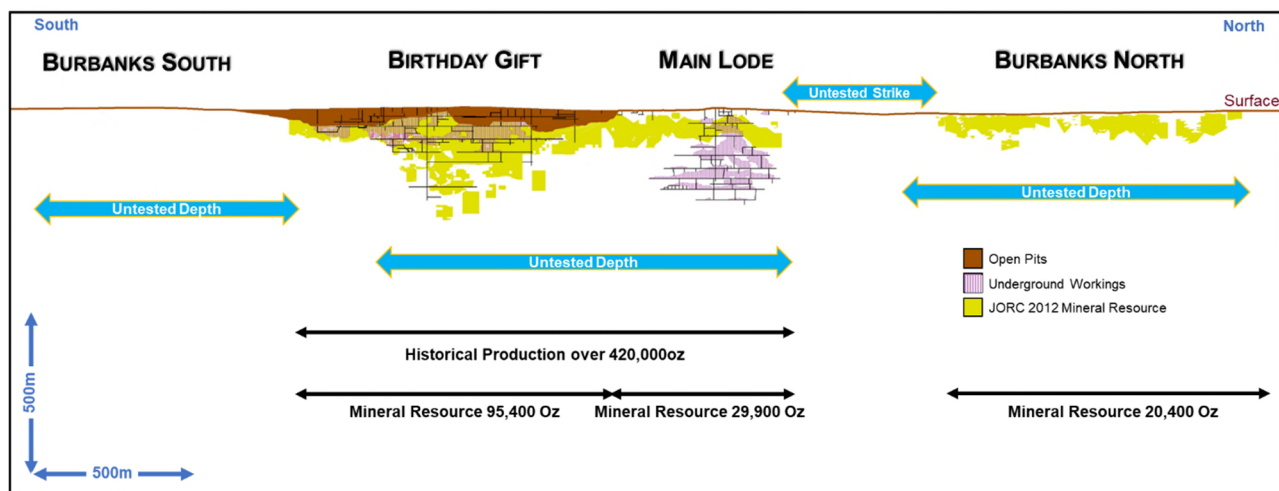 South
North
BURBANKS SOUTH
BIRTHDAY GIFT
MAIN LODE
BURBANKS NORTH
Untested Strike
Surface
Untested Depth
Untested Depth
Untested Depth
Open Pits
Underground Workings
JORC 2012 Mineral Resource
500m
500m
Historical Production over 420,000oz
Mineral Resource 95,400 Oz
Mineral Resource 29,900 Oz
Mineral Resource 20,400 Oz